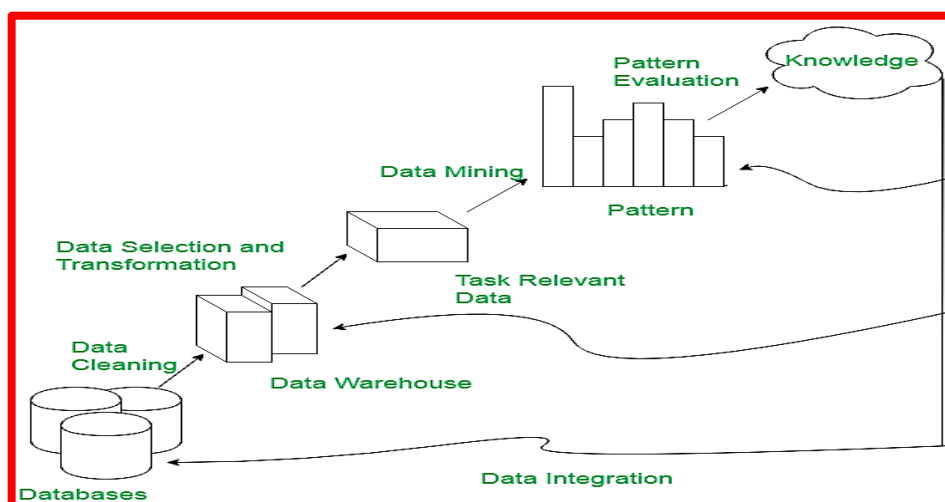 Knowledge
Pattern
Evaluation
Data Mining
Pattern
Data Selection and
Transformation
Task Relevant
Data
Data
Cleaning
Data Warehouse
Data Integration
Databases